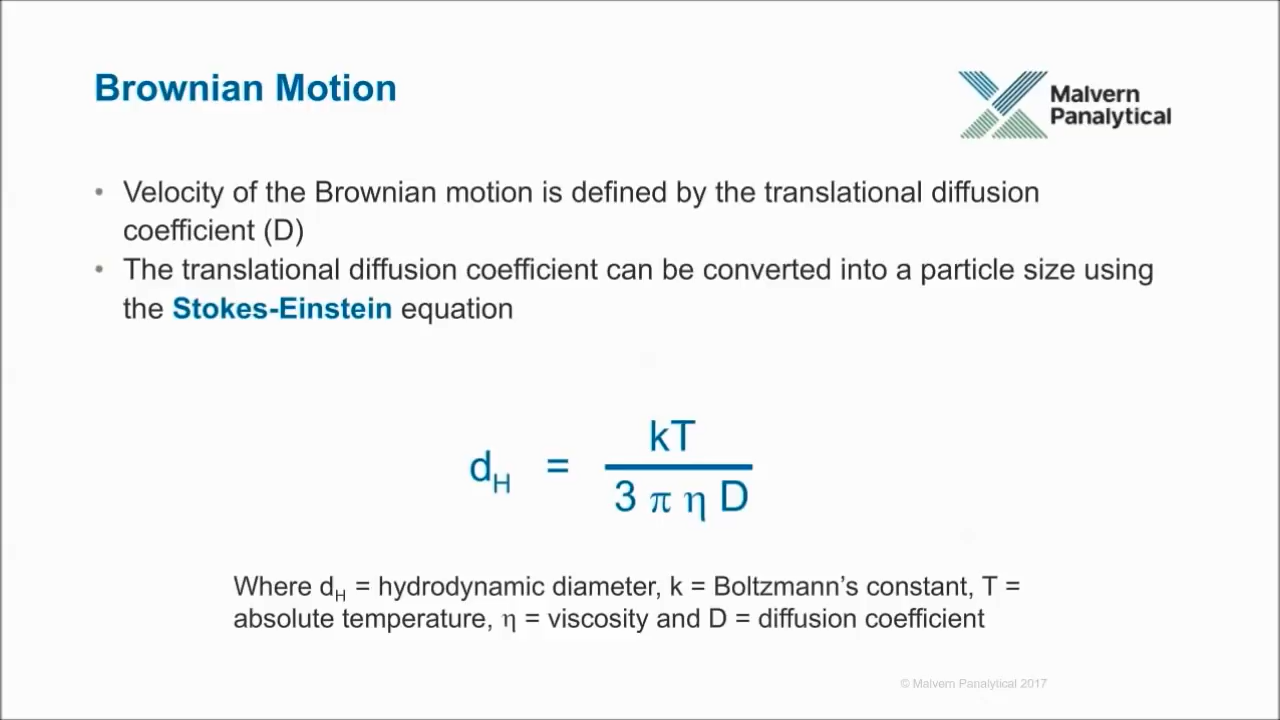 Brownian Motion
Malvern
Panalytical
• Velocity of the Brownian motion is defined by the translational diffusion
coefficient (D)
• The translational diffusion coefficient can be converted into a particle size using
the Stokes-Einstein equation
d_H = kT / 3 π η D
Where d_H = hydrodynamic diameter, k = Boltzmann’s constant, T =
absolute temperature, η = viscosity and D = diffusion coefficient
© Malvern Panalytical 2017